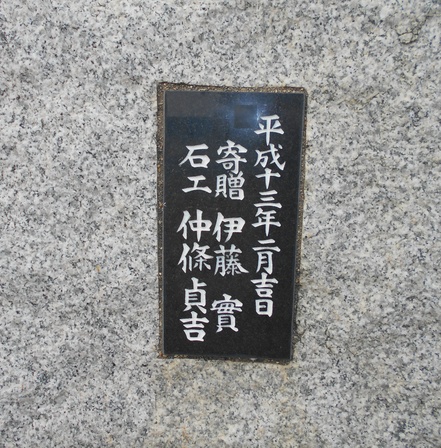 平成十三年二月吉日
寄贈 伊藤 實
石工 仲條貞吉